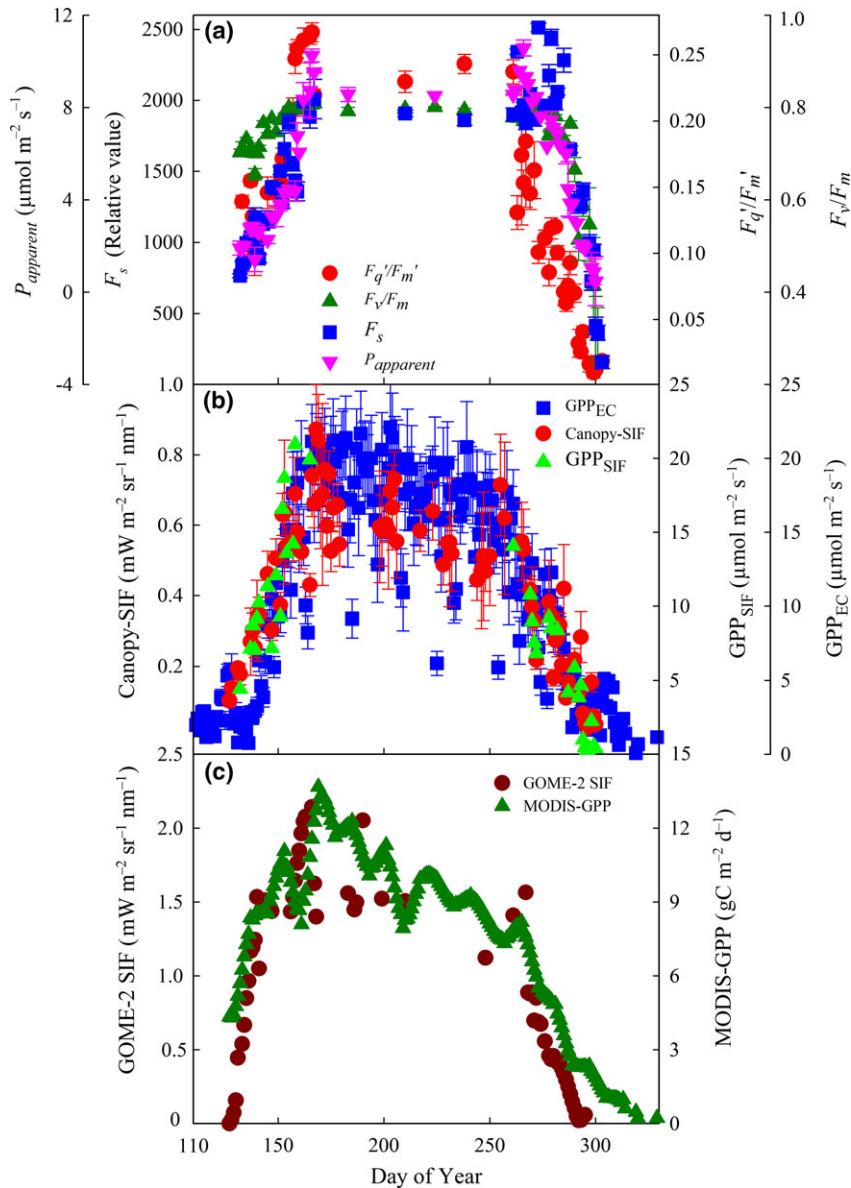 (a)
12
8
4
0
-4
P_apparent (μmol m⁻² s⁻¹)
2500
2000
1500
1000
500
1.0
F_s (Relative value)
0.25
0.20
0.15
0.10
0.05
F_q'/F_m'
1.0
0.8
0.6
0.4
F_v/F_m
F_q'/F_m'
F_v/F_m
F_s
P_apparent
(b)
0.8
0.6
0.4
0.2
2.5
Canopy-SIF (mW m⁻² sr⁻¹ nm⁻¹)
25
20
15
10
5
15
GPP_SIF (μmol m⁻² s⁻¹)
25
20
15
10
5
0
GPP_EC (μmol m⁻² s⁻¹)
GPP_EC
Canopy-SIF
GPP_SIF
(c)
2.0
1.5
1.0
0.5
0
GOME-2 SIF (mW m⁻² sr⁻¹ nm⁻¹)
12
9
6
3
0
MODIS-GPP (gC m⁻² d⁻¹)
GOME-2 SIF
MODIS-GPP
110 150 200 250 300
Day of Year